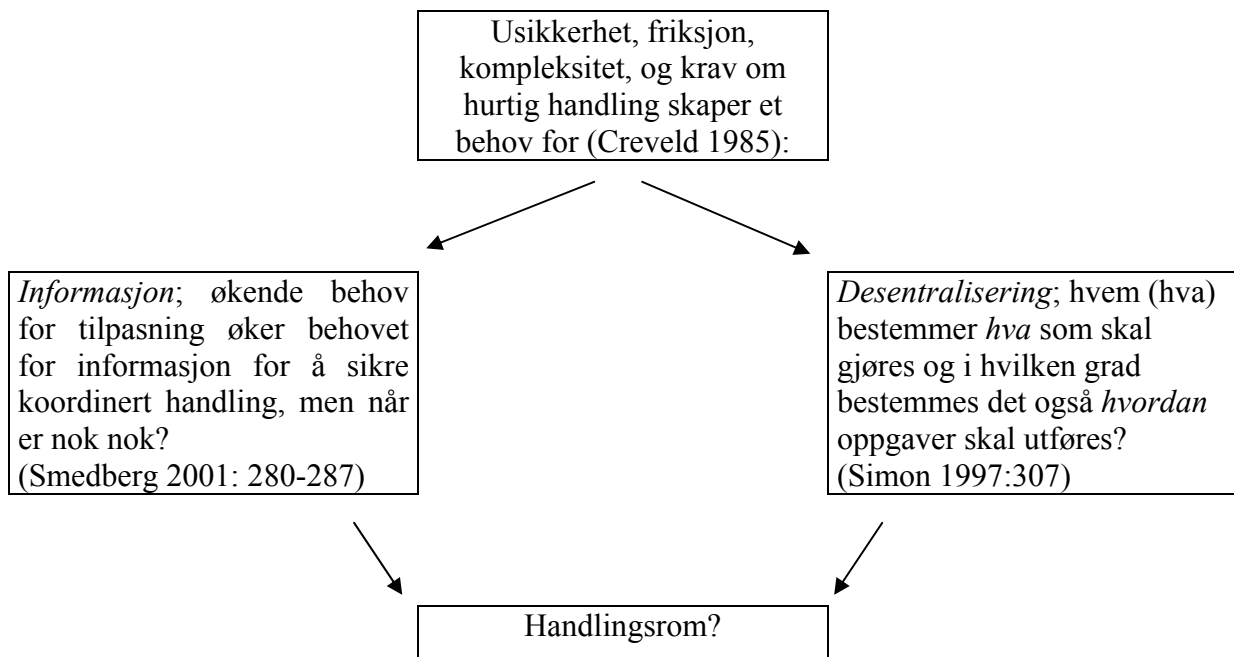 Usikkerhet, friksjon,
kompleksitet, og krav om
hurtig handling skaper et
behov for (Creveld 1985):
Informasjon; økende behov
for tilpasning øker behovet
for informasjon for å sikre
koordinert handling, men når
er nok nok?
(Smedberg 2001: 280-287)
Desentralisering; hvem (hva)
bestemmer hva som skal
gjøres og i hvilken grad
bestemmes det også hvordan
oppgaver skal utføres?
(Simon 1997:307)
Handlingsrom?